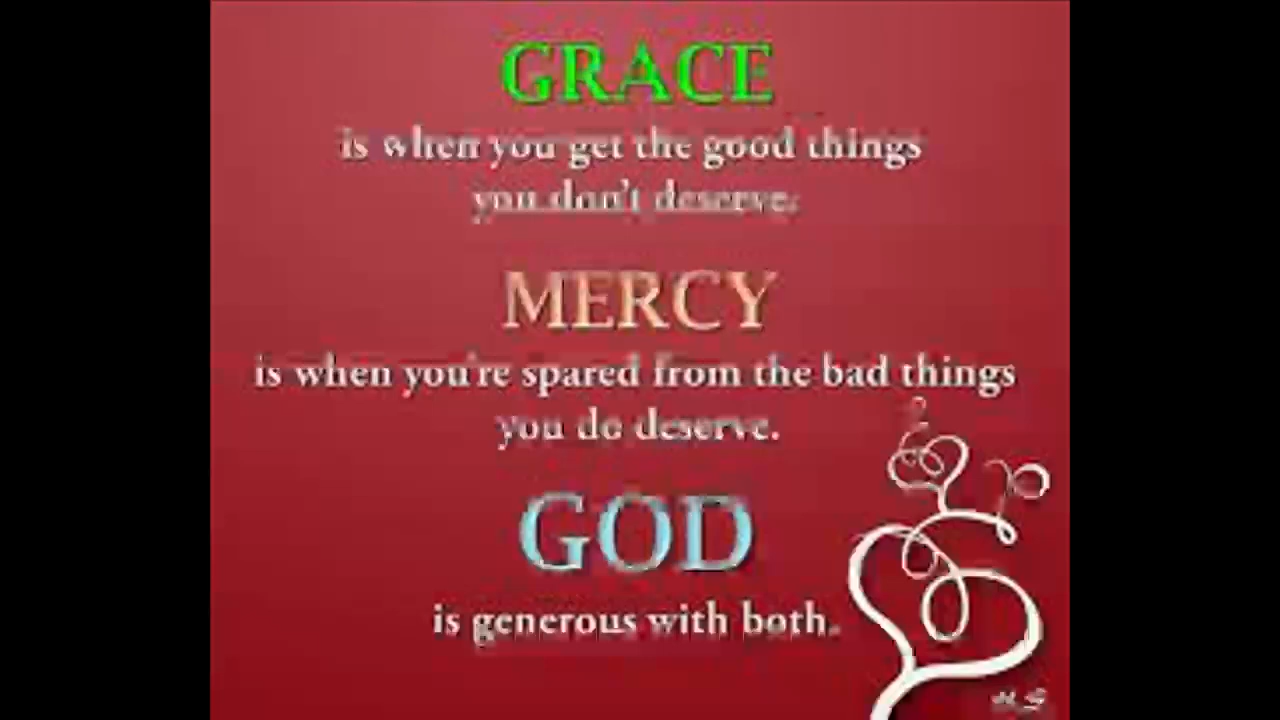 GRACE
is when you get the good things
you don't deserve.
MERCY
is when you're spared from the bad things
you do deserve.
GOD
is generous with both.